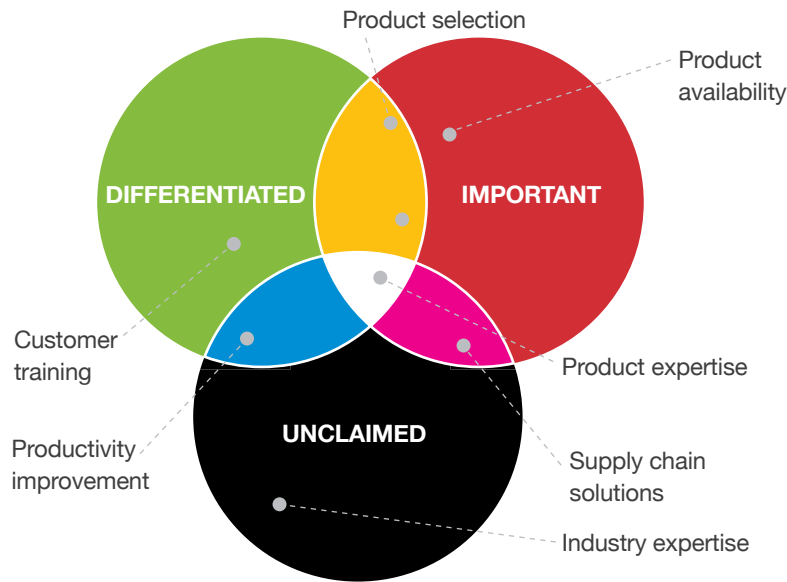 Product selection
Product
availability
DIFFERENTIATED
IMPORTANT
Customer
training
Product expertise
Productivity
improvement
UNCLAIMED
Supply chain
solutions
Industry expertise